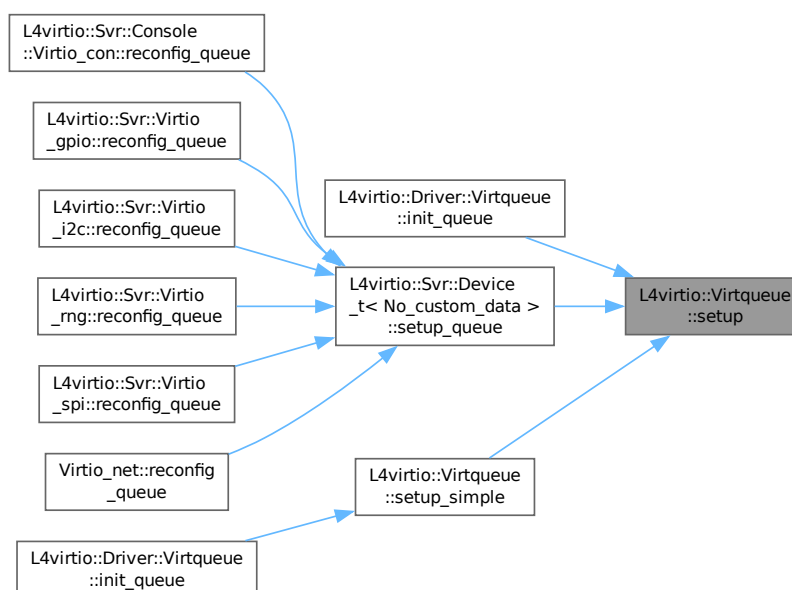 L4virtio::Svr::Console
::Virtio_con::reconfig_queue
L4virtio::Svr::Virtio
_gpio::reconfig_queue
L4virtio::Svr::Virtio
_i2c::reconfig_queue
L4virtio::Svr::Virtio
_rng::reconfig_queue
L4virtio::Svr::Virtio
_spi::reconfig_queue
Virtio_net::reconfig
_queue
L4virtio::Driver::Virtqueue
::init_queue
L4virtio::Driver::Virtqueue
::init_queue
L4virtio::Svr::Device
_t< No_custom_data >
::setup_queue
L4virtio::Virtqueue
::setup_simple
L4virtio::Virtqueue
::setup